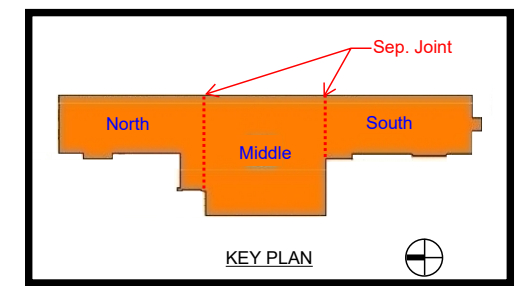 Sep. Joint
North
South
Middle
KEY PLAN